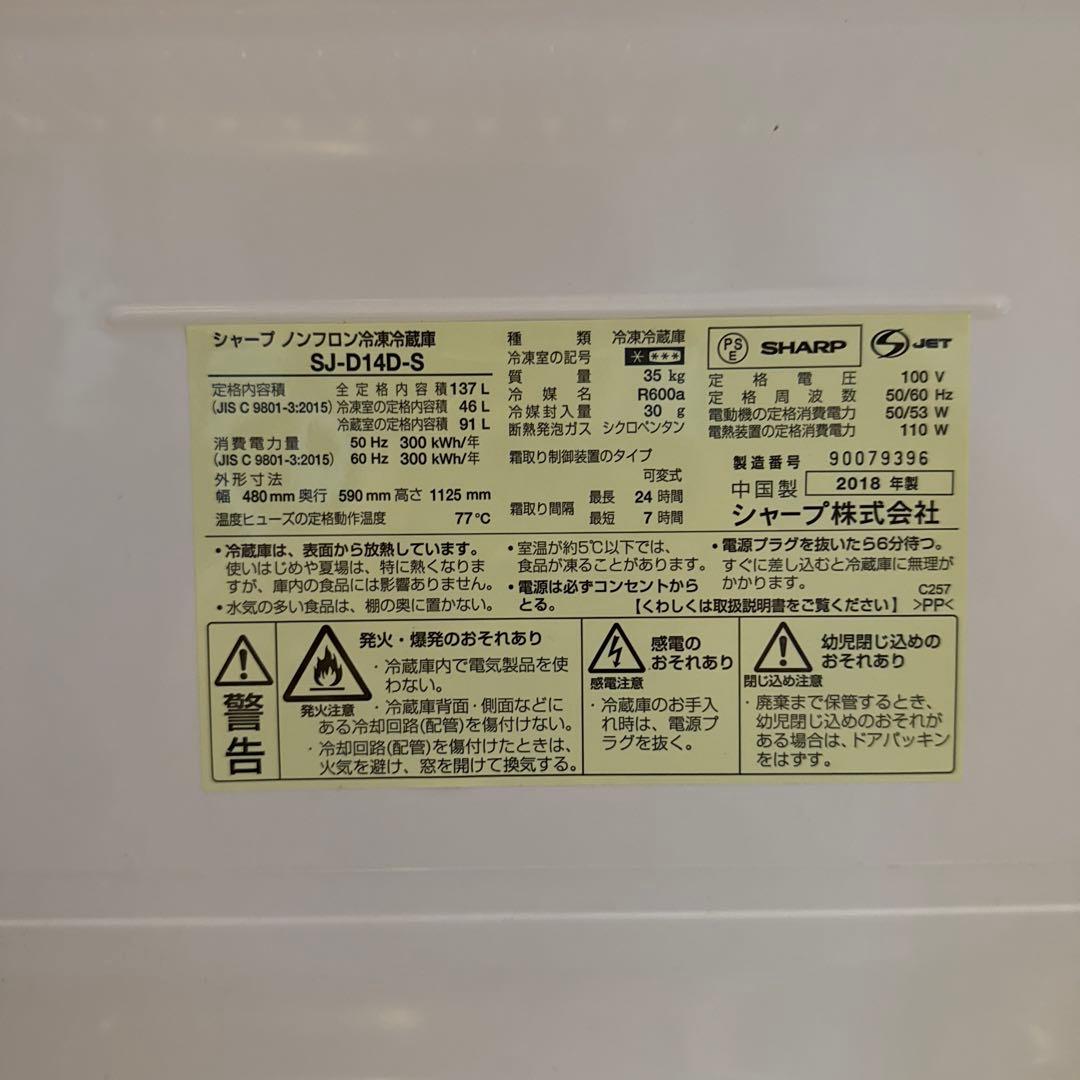 シャープ ノンフロン冷凍冷蔵庫
SJ-D14D-S
定格内容積 全定格内容積 137 L
(JIS C 9801-3:2015) 冷凍室の定格内容積 46 L
冷蔵室の定格内容積 91 L
消費電力量 50 Hz 300 kWh/年
(JIS C 9801-3:2015) 60 Hz 300 kWh/年
外形寸法
幅 480 mm 奥行 590 mm 高さ 1125 mm
温度ヒューズの定格動作温度 77℃
種類 冷凍冷蔵庫
冷凍室の記号 * ***
質量 35 kg
冷媒名 R600a
冷媒封入量 30 g
断熱発泡ガス シクロペンタン
霜取り制御装置のタイプ
可変式
霜取り間隔 最長 24 時間
最短 7 時間
PSE SHARP S JET
定格電圧 100 V
定格周波数 50/60 Hz
電動機の定格消費電力 50/53 W
電熱装置の定格消費電力 110 W
製造番号 90079396
中国製 2018 年製
シャープ株式会社
・冷蔵庫は、表面から放熱しています。
使いはじめや夏場は、特に熱くなりま
すが、庫内の食品には影響ありません。
・水気の多い食品は、棚の奥に置かない。
・室温が約5℃以下では、
食品が凍ることがあります。
・電源は必ずコンセントから
とる。
・電源プラグを抜いたら6分待つ。
すぐに差し込むと冷蔵庫に無理が
かかります。
C257
【くわしくは取扱説明書をご覧ください】 >PP<
警告
発火・爆発のおそれあり
発火注意
・冷蔵庫内で電気製品を使
わない。
・冷蔵庫背面・側面などに
ある冷却回路(配管)を傷付けない。
・冷却回路(配管)を傷付けたときは、
火気を避け、窓を開けて換気する。
感電の
おそれあり
感電注意
・冷蔵庫のお手入
れ時は、電源プ
ラグを抜く。
幼児閉じ込めの
おそれあり
閉じ込め注意
・廃棄まで保管するとき、
幼児閉じ込めのおそれが
ある場合は、ドアパッキン
をはずす。